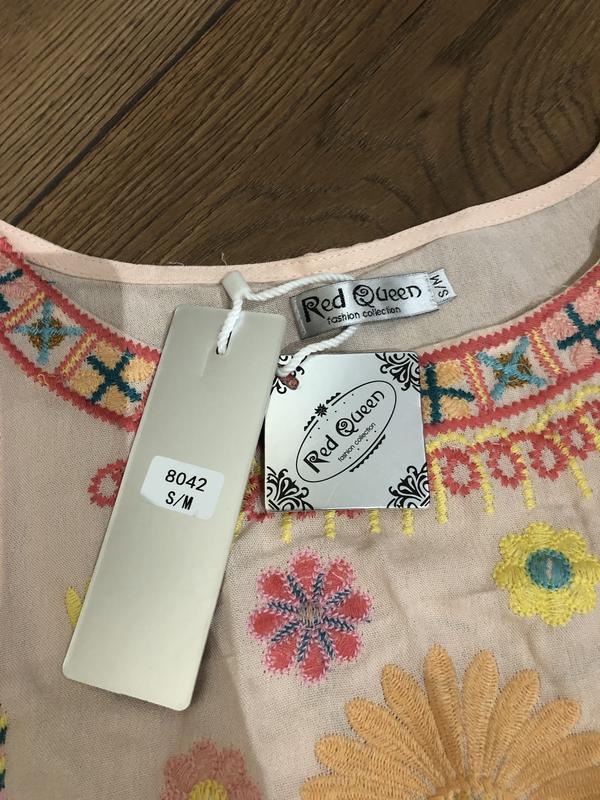 Red Queen
fashion collection
S/M
Red Queen
fashion collection
8042
S/M